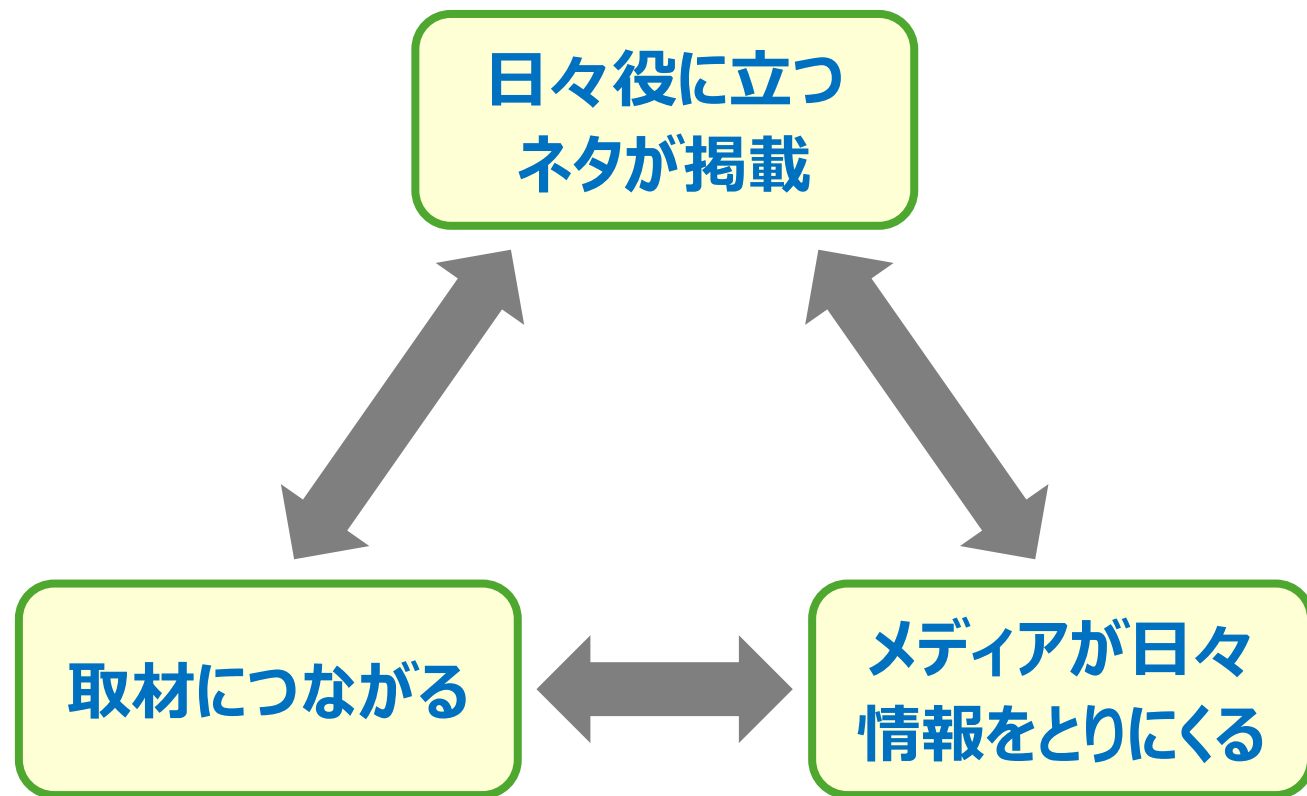 日々役に立つ
ネタが掲載
取材につながる
メディアが日々
情報をとりにくる